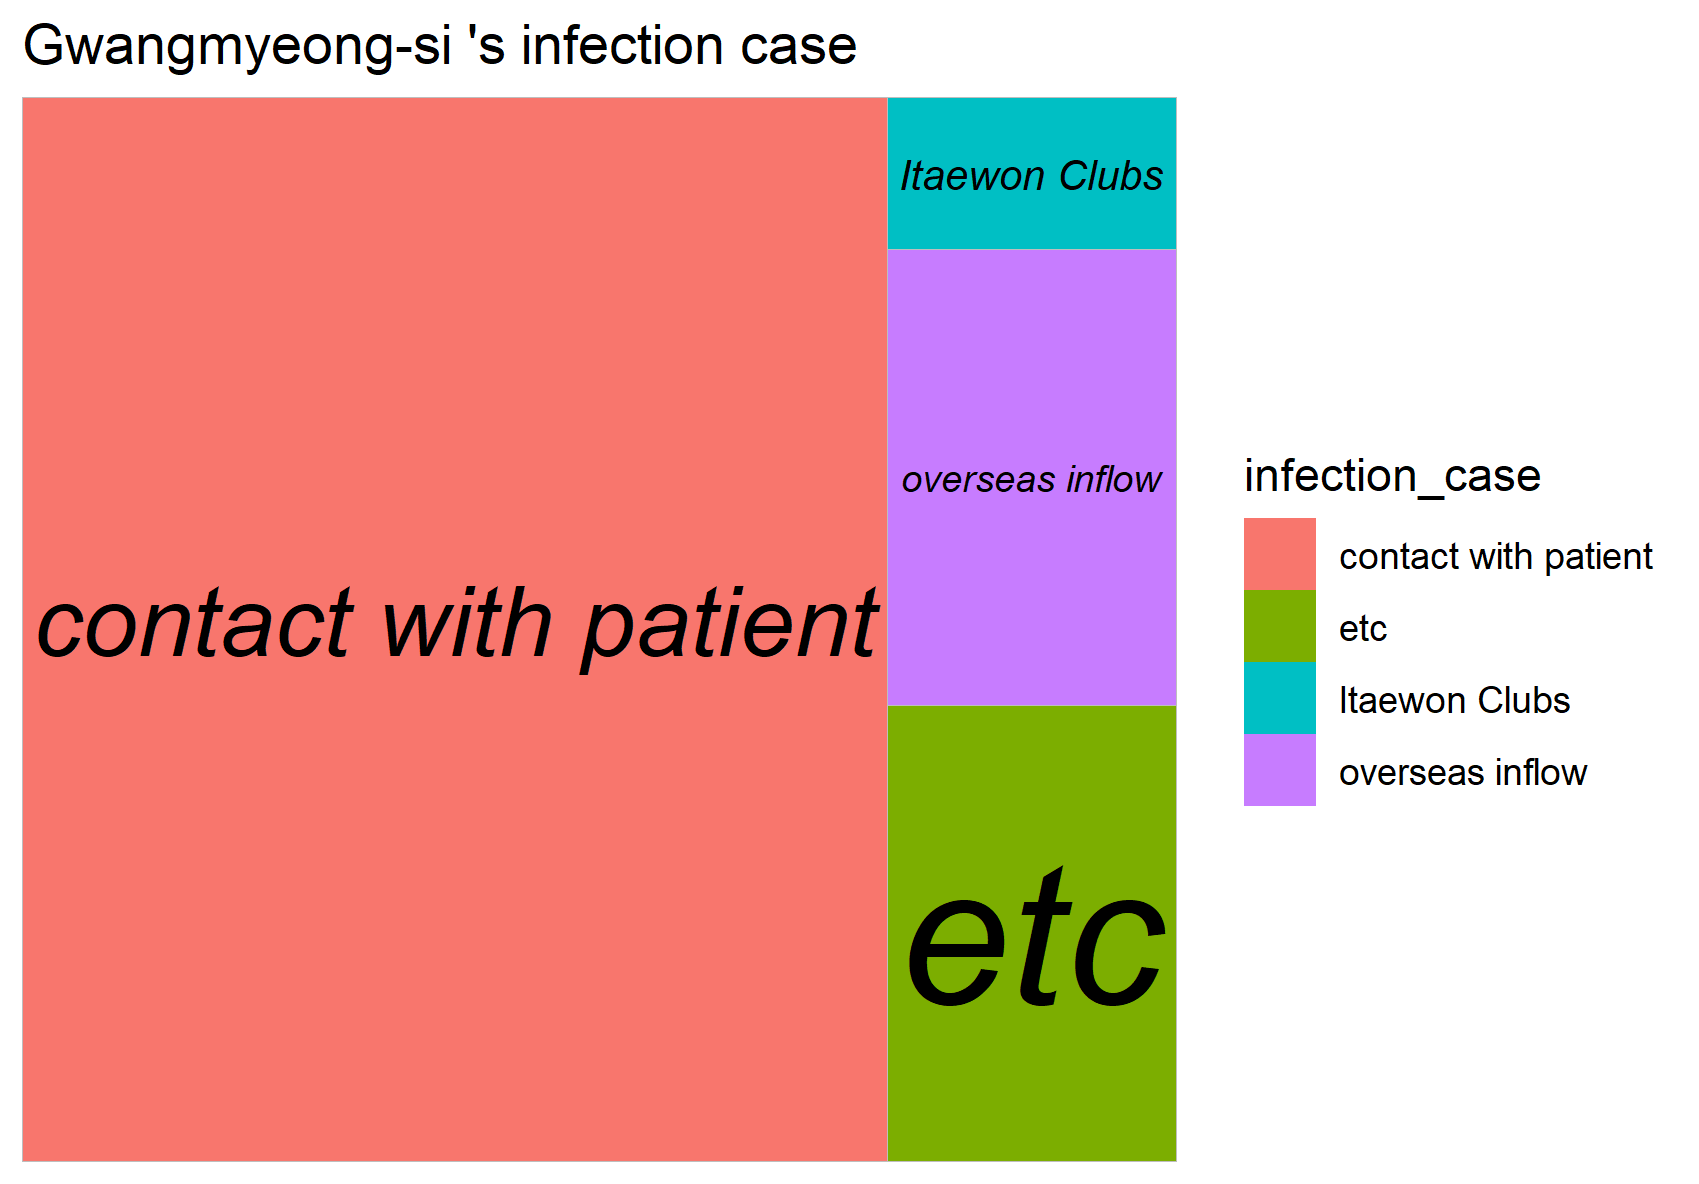 Gwangmyeong-si 's infection case
Itaewon Clubs
overseas inflow
contact with patient
etc
infection_case
contact with patient
etc
Itaewon Clubs
overseas inflow